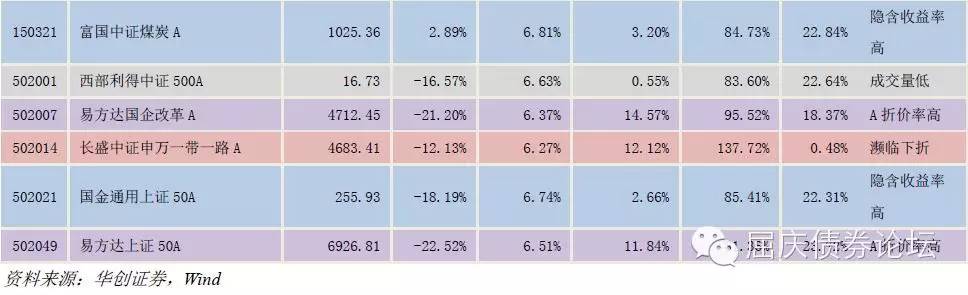 150321 富国中证煤炭 A 1025.36 2.89% 6.81% 3.20% 84.73% 22.84% 隐含收益率高
502001 西部利得中证 500A 16.73 -16.57% 6.63% 0.55% 83.60% 22.64% 成交量低
502007 易方达国企改革 A 4712.45 -21.20% 6.37% 14.57% 95.52% 18.37% A 折价率高
502014 长盛中证申万一带一路 A 4683.41 -12.13% 6.27% 12.12% 137.72% 0.48% 濒临下折
502021 国金通用上证 50A 255.93 -18.19% 6.74% 2.66% 85.41% 22.31% 隐含收益率高
502049 易方达上证 50A 6926.81 -22.52% 6.51% 11.84% A 折价率高
屈庆债券论坛
资料来源：华创证券，Wind